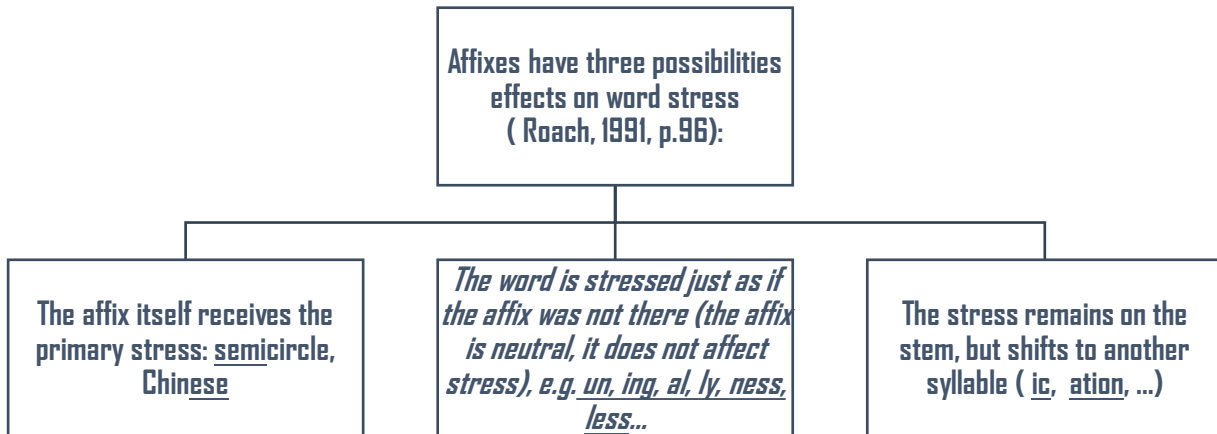 Affixes have three possibilities
effects on word stress
( Roach, 1991, p.96):
The affix itself receives the
primary stress: semicircle,
Chinese
The word is stressed just as if
the affix was not there (the affix
is neutral, it does not affect
stress), e.g. un, ing, al, ly, ness,
less...
The stress remains on the
stem, but shifts to another
syllable ( ic, ation, ...)